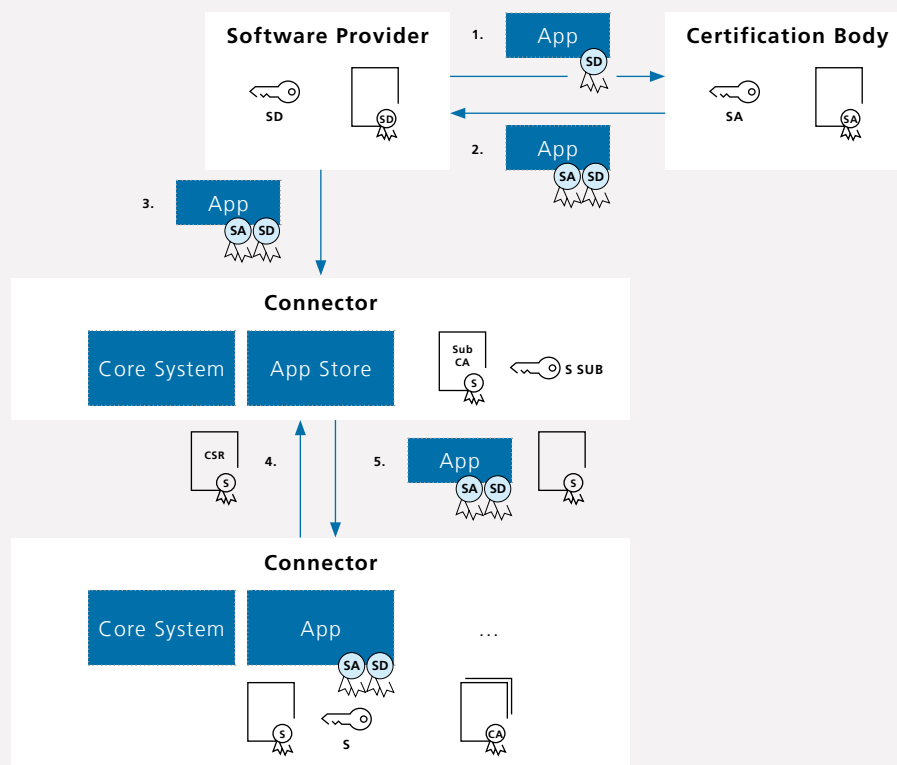 Software Provider
SD
SD
1.
App
SD
Certification Body
SA
SA
2.
App
SA SD
3.
App
SA SD
Connector
Core System
App Store
Sub
CA
S
S SUB
CSR
S
4.
5.
App
SA SD
S
Connector
Core System
App
SA SD
...
S
S
CA